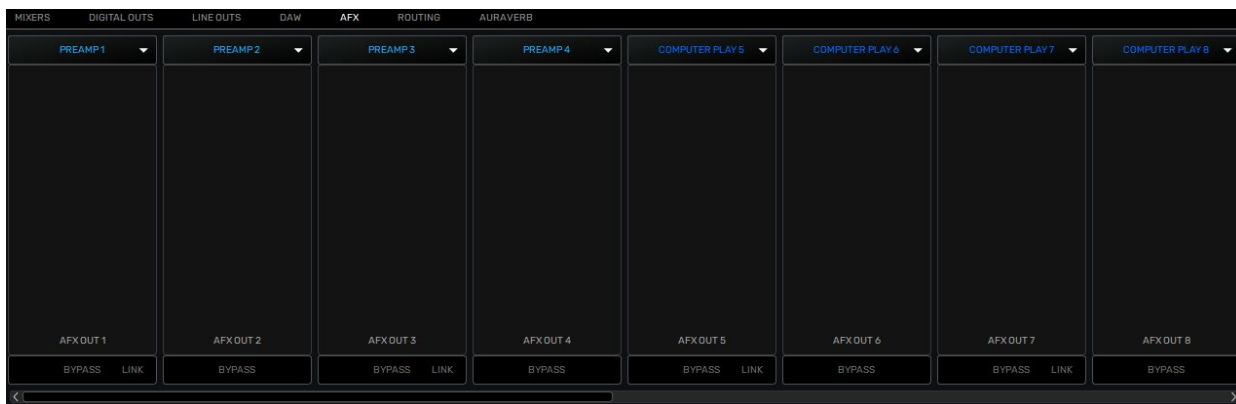 MIXERS DIGITAL OUTS LINE OUTS DAW AFX ROUTING AURAVERB
PREAMP 1 PREAMP 2 PREAMP 3 PREAMP 4 COMPUTER PLAY 5 COMPUTER PLAY 6 COMPUTER PLAY 7 COMPUTER PLAY 8
AFX OUT 1 AFX OUT 2 AFX OUT 3 AFX OUT 4 AFX OUT 5 AFX OUT 6 AFX OUT 7 AFX OUT 8
BYPASS LINK BYPASS BYPASS LINK BYPASS BYPASS LINK BYPASS BYPASS LINK BYPASS